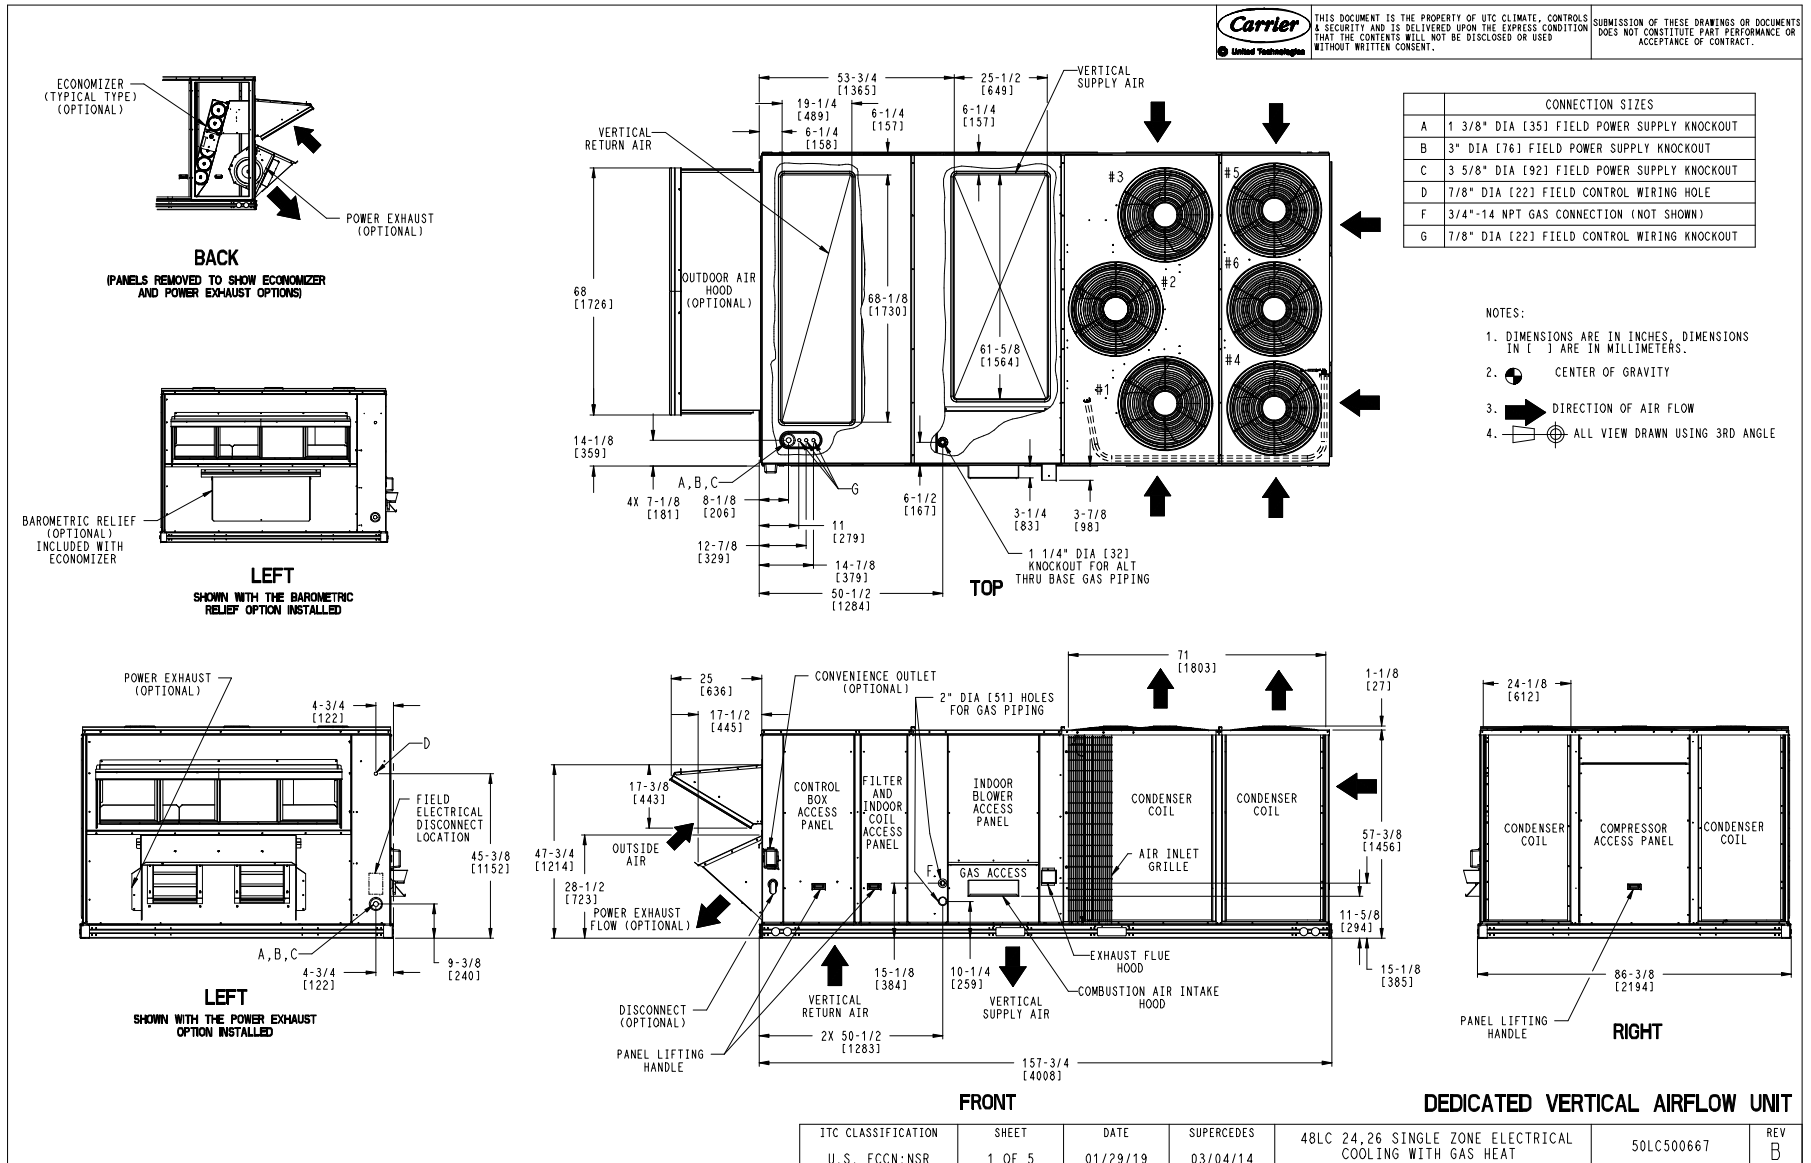 Carrier
United Technologies
THIS DOCUMENT IS THE PROPERTY OF UTC CLIMATE, CONTROLS
& SECURITY AND IS DELIVERED UPON THE EXPRESS CONDITION
THAT THE CONTENTS WILL NOT BE DISCLOSED OR USED
WITHOUT WRITTEN CONSENT.
SUBMISSION OF THESE DRAWINGS OR DOCUMENTS
DOES NOT CONSTITUTE PART PERFORMANCE OR
ACCEPTANCE OF CONTRACT.
ECONOMIZER
(TYPICAL TYPE)
(OPTIONAL)
POWER EXHAUST
(OPTIONAL)
BACK
(PANELS REMOVED TO SHOW ECONOMIZER
AND POWER EXHAUST OPTIONS)
BAROMETRIC RELIEF
(OPTIONAL)
INCLUDED WITH
ECONOMIZER
LEFT
SHOWN WITH THE BAROMETRIC
RELIEF OPTION INSTALLED
53-3/4
[1365]
25-1/2
[649]
VERTICAL
SUPPLY AIR
19-1/4
[489]
6-1/4
[157]
6-1/4
[157]
6-1/4
[158]
VERTICAL
RETURN AIR
#3
#5
#2
#6
#1
#4
OUTDOOR AIR
HOOD
(OPTIONAL)
68
[1726]
68-1/8
[1730]
61-5/8
[1564]
14-1/8
[359]
A,B,C
G
4X 7-1/8
[181]
8-1/8
[206]
6-1/2
[167]
3-1/4
[83]
3-7/8
[98]
11
[279]
12-7/8
[329]
14-7/8
[379]
50-1/2
[1284]
1 1/4" DIA [32]
KNOCKOUT FOR ALT
THRU BASE GAS PIPING
TOP
CONNECTION SIZES
A 1 3/8" DIA [35] FIELD POWER SUPPLY KNOCKOUT
B 3" DIA [76] FIELD POWER SUPPLY KNOCKOUT
C 3 5/8" DIA [92] FIELD POWER SUPPLY KNOCKOUT
D 7/8" DIA [22] FIELD CONTROL WIRING HOLE
F 3/4"-14 NPT GAS CONNECTION (NOT SHOWN)
G 7/8" DIA [22] FIELD CONTROL WIRING KNOCKOUT
NOTES:
1. DIMENSIONS ARE IN INCHES, DIMENSIONS
IN [ ] ARE IN MILLIMETERS.
2. CENTER OF GRAVITY
3. DIRECTION OF AIR FLOW
4. ALL VIEW DRAWN USING 3RD ANGLE
POWER EXHAUST
(OPTIONAL)
4-3/4
[122]
D
FIELD
ELECTRICAL
DISCONNECT
LOCATION
45-3/8
[1152]
A,B,C
4-3/4
[122]
9-3/8
[240]
LEFT
SHOWN WITH THE POWER EXHAUST
OPTION INSTALLED
25
[636]
17-1/2
[445]
CONVENIENCE OUTLET
(OPTIONAL)
2" DIA [51] HOLES
FOR GAS PIPING
71
[1803]
1-1/8
[27]
17-3/8
[443]
OUTSIDE
AIR
47-3/4
[1214]
28-1/2
[723]
POWER EXHAUST
FLOW (OPTIONAL)
CONTROL
BOX
ACCESS
PANEL
FILTER
AND
INDOOR
COIL
ACCESS
PANEL
INDOOR
BLOWER
ACCESS
PANEL
F
GAS ACCESS
AIR INLET
GRILLE
CONDENSER
COIL
CONDENSER
COIL
57-3/8
[1456]
11-5/8
[294]
15-1/8
[385]
15-1/8
[384]
10-1/4
[259]
EXHAUST FLUE
HOOD
COMBUSTION AIR INTAKE
HOOD
VERTICAL
RETURN AIR
VERTICAL
SUPPLY AIR
DISCONNECT
(OPTIONAL)
2X 50-1/2
[1283]
PANEL LIFTING
HANDLE
157-3/4
[4008]
FRONT
24-1/8
[612]
CONDENSER
COIL
COMPRESSOR
ACCESS PANEL
CONDENSER
COIL
86-3/8
[2194]
PANEL LIFTING
HANDLE
RIGHT
DEDICATED VERTICAL AIRFLOW UNIT
ITC CLASSIFICATION
U.S. ECCN:NSR
SHEET
1 OF 5
DATE
01/29/19
SUPERCEDES
03/04/14
48LC 24,26 SINGLE ZONE ELECTRICAL
COOLING WITH GAS HEAT
50LC500667
REV
B